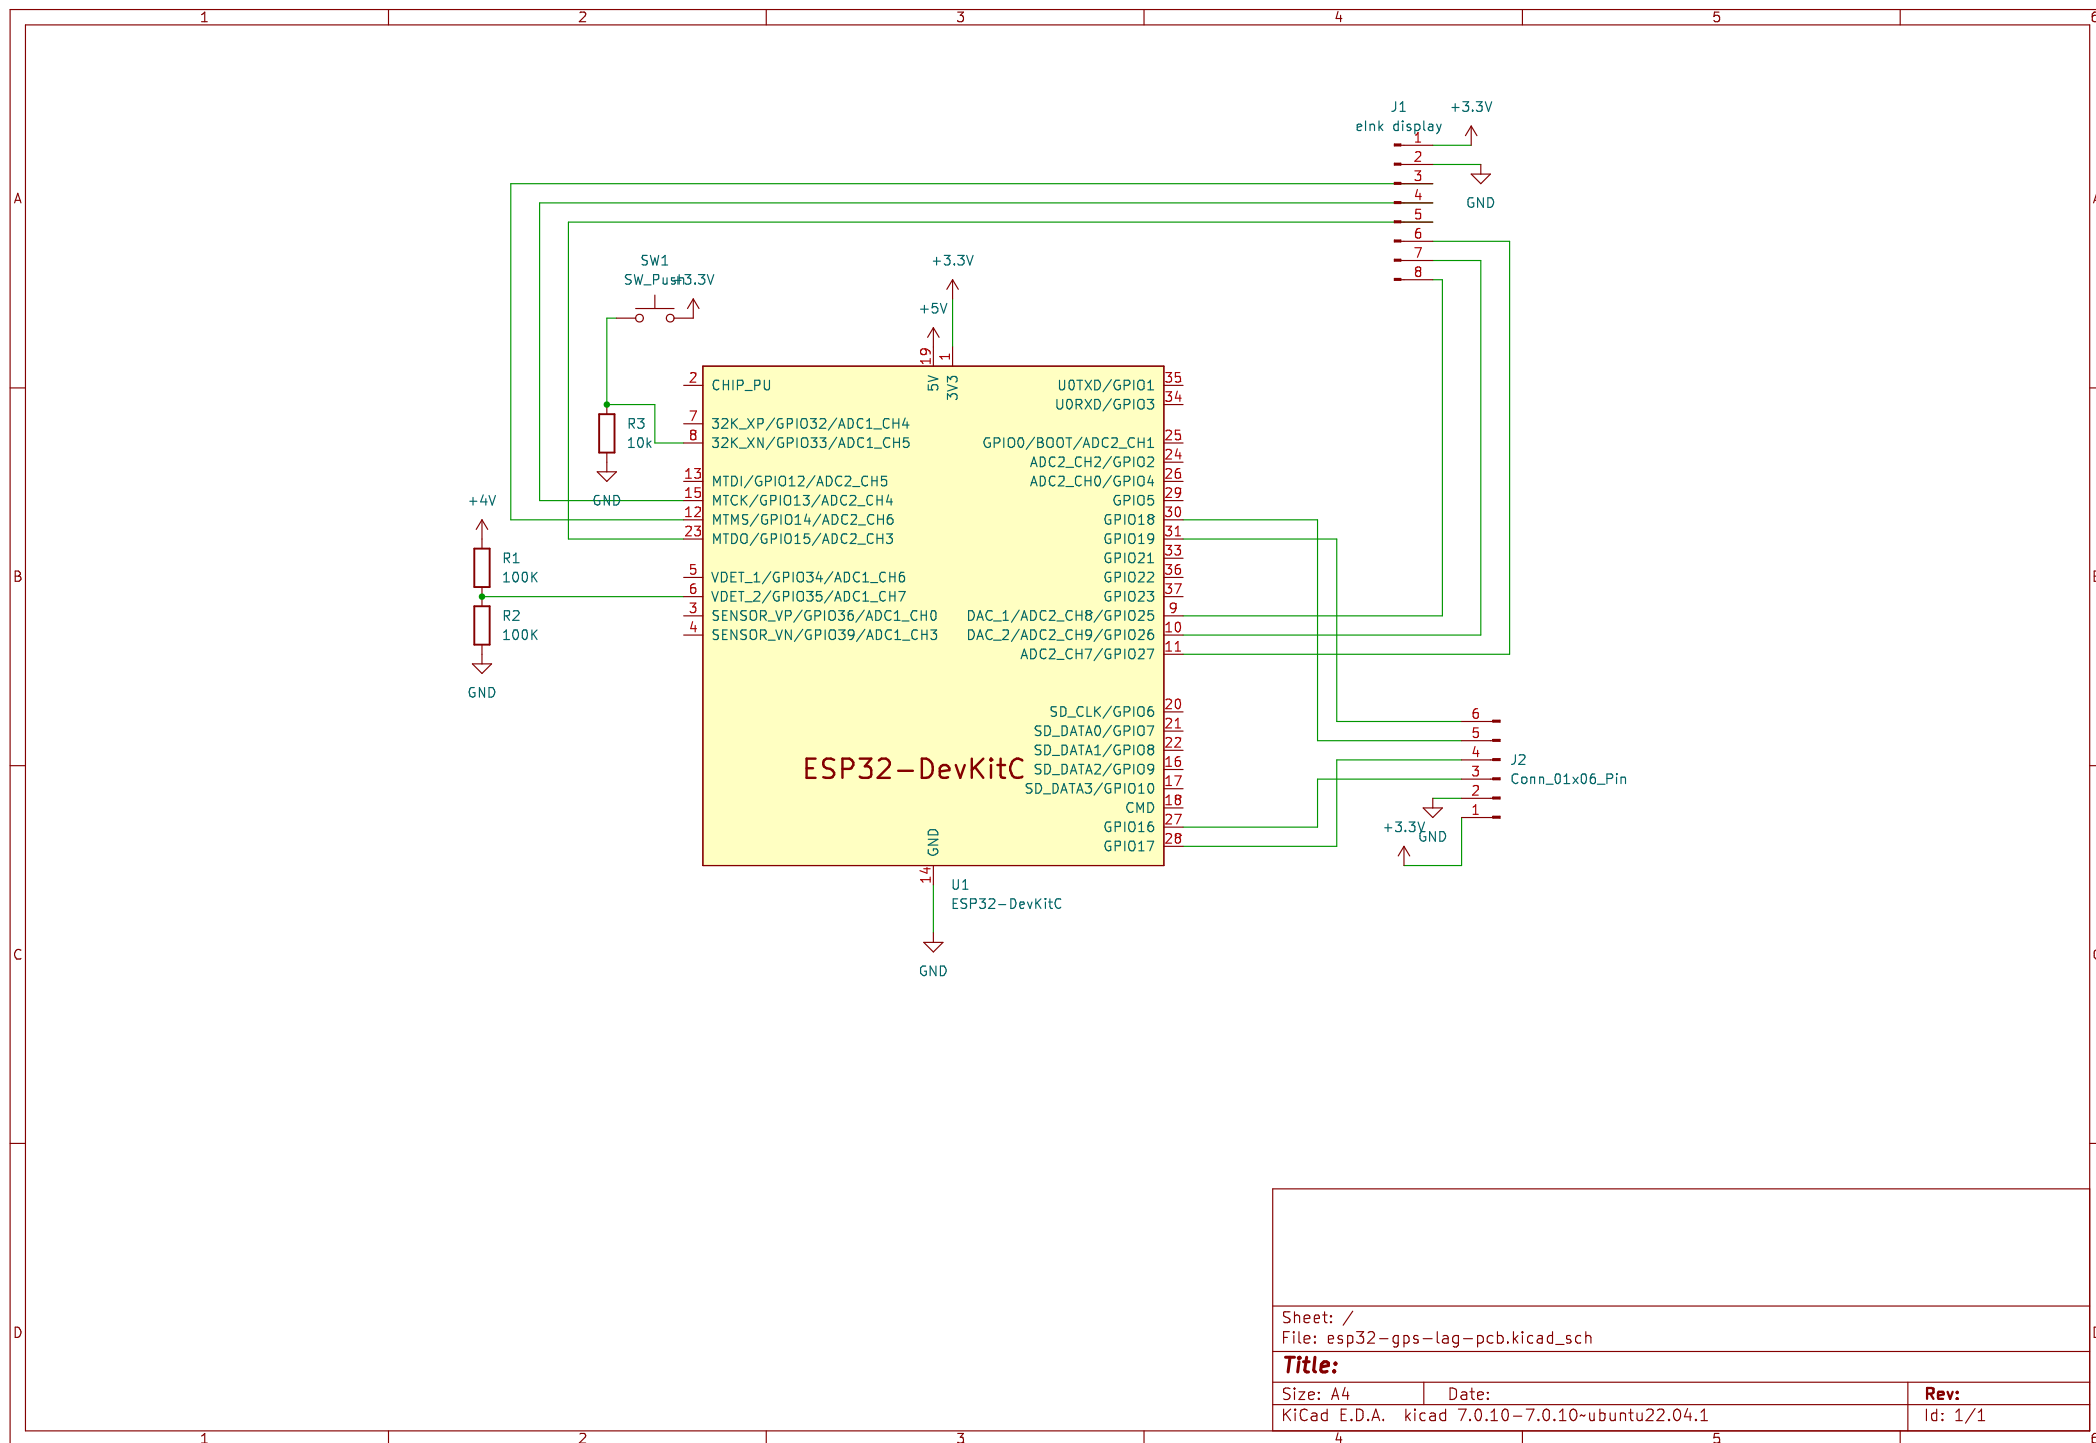 1 2 3 4 5 6
J1 +3.3V
eInk display
1
2
3
4
GND
5
6
7
8
A A
SW1
SW_Push +3.3V
+3.3V
+5V
19 1
5V 3V3
2 CHIP_PU
7 32K_XP/GPIO32/ADC1_CH4
8 32K_XN/GPIO33/ADC1_CH5
13 MTDI/GPIO12/ADC2_CH5
15 MTCK/GPIO13/ADC2_CH4
12 MTMS/GPIO14/ADC2_CH6
23 MTDO/GPIO15/ADC2_CH3
5 VDET_1/GPIO34/ADC1_CH6
6 VDET_2/GPIO35/ADC1_CH7
3 SENSOR_VP/GPIO36/ADC1_CH0
4 SENSOR_VN/GPIO39/ADC1_CH3
U0TXD/GPIO1 35
U0RXD/GPIO3 34
GPIO0/BOOT/ADC2_CH1 25
ADC2_CH2/GPIO2 24
ADC2_CH0/GPIO4 26
GPIO5 29
GPIO18 30
GPIO19 31
GPIO21 33
GPIO22 36
GPIO23 37
DAC_1/ADC2_CH8/GPIO25 9
DAC_2/ADC2_CH9/GPIO26 10
ADC2_CH7/GPIO27 11
SD_CLK/GPIO6 20
SD_DATA0/GPIO7 21
SD_DATA1/GPIO8 22
SD_DATA2/GPIO9 16
SD_DATA3/GPIO10 17
CMD 18
GPIO16 27
GPIO17 28
ESP32-DevKitC
GND
14
U1
ESP32-DevKitC
GND
R3
10k
GND
+4V
R1
100K
R2
100K
GND
B
6
5
4
3
2
1
J2
Conn_01x06_Pin
+3.3V
GND
C
D
Sheet: /
File: esp32-gps-lag-pcb.kicad_sch
Title:
Size: A4 Date: Rev:
KiCad E.D.A. kicad 7.0.10-7.0.10~ubuntu22.04.1 Id: 1/1
1 2 3 4 5 6